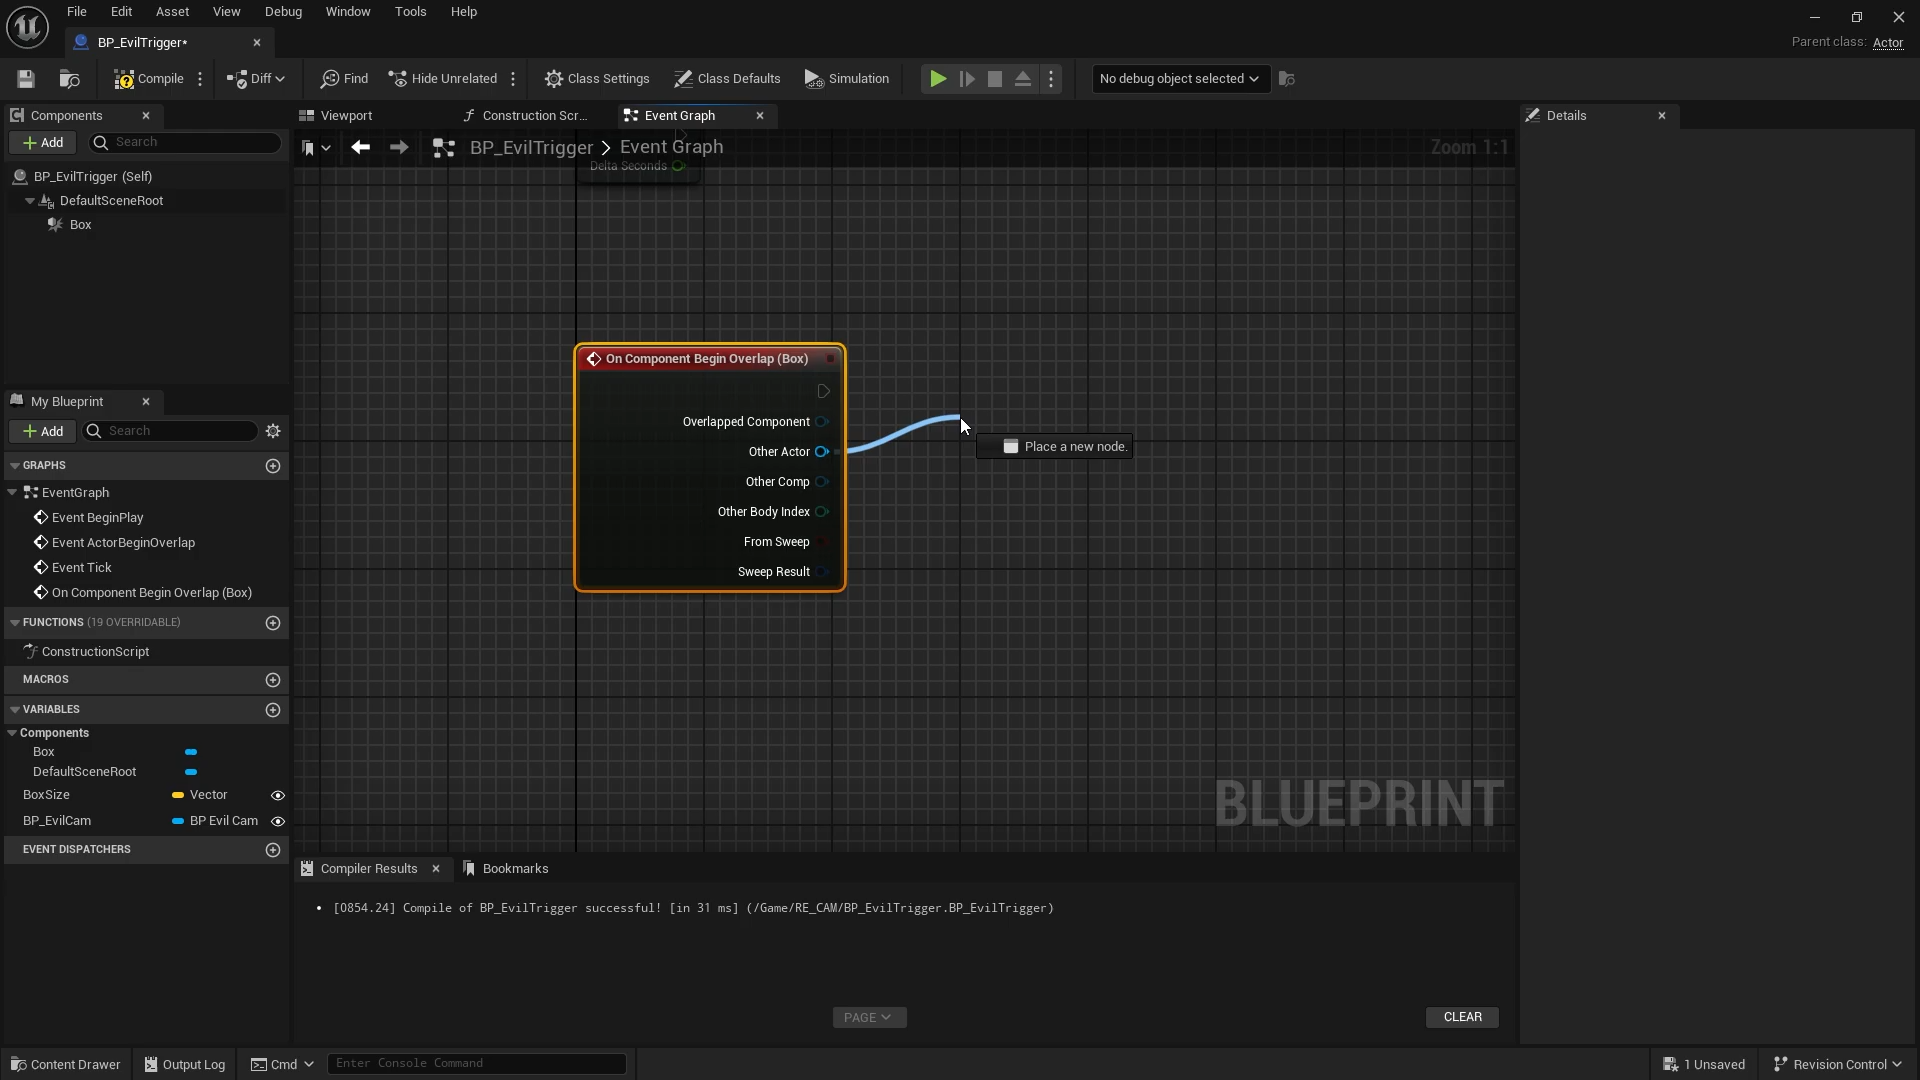 File Edit Asset View Debug Window Tools Help
BP_EvilTrigger*
Parent class: Actor
Compile Diff Find Hide Unrelated Class Settings Class Defaults Simulation No debug object selected
Components
Add Search
BP_EvilTrigger (Self)
DefaultSceneRoot
Box
My Blueprint
Add Search
GRAPHS
EventGraph
Event BeginPlay
Event ActorBeginOverlap
Event Tick
On Component Begin Overlap (Box)
FUNCTIONS (19 OVERRIDABLE)
ConstructionScript
MACROS
VARIABLES
Components
Box
DefaultSceneRoot
BoxSize Vector
BP_EvilCam BP Evil Cam
EVENT DISPATCHERS
Viewport Construction Scr... Event Graph
BP_EvilTrigger > Event Graph
Zoom 1:1
Delta Seconds
On Component Begin Overlap (Box)
Overlapped Component
Other Actor
Place a new node.
Other Comp
Other Body Index
From Sweep
Sweep Result
BLUEPRINT
Compiler Results Bookmarks
• [0854.24] Compile of BP_EvilTrigger successful! [in 31 ms] (/Game/RE_CAM/BP_EvilTrigger.BP_EvilTrigger)
PAGE
CLEAR
Details
Content Drawer Output Log Cmd Enter Console Command 1 Unsaved Revision Control